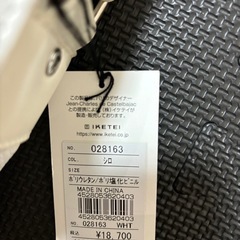 この製品
デザイナー
Jean-Charles de Castelbajac
との提携により(株)イケテイが
製造・販売しております。
IKETEI
NO. 028163
COL. シロ
SIZE
ポリウレタン/ポリ塩化ビニル
MADE IN CHINA
4528053620403
4528053620403
028163 WHT
¥18,700